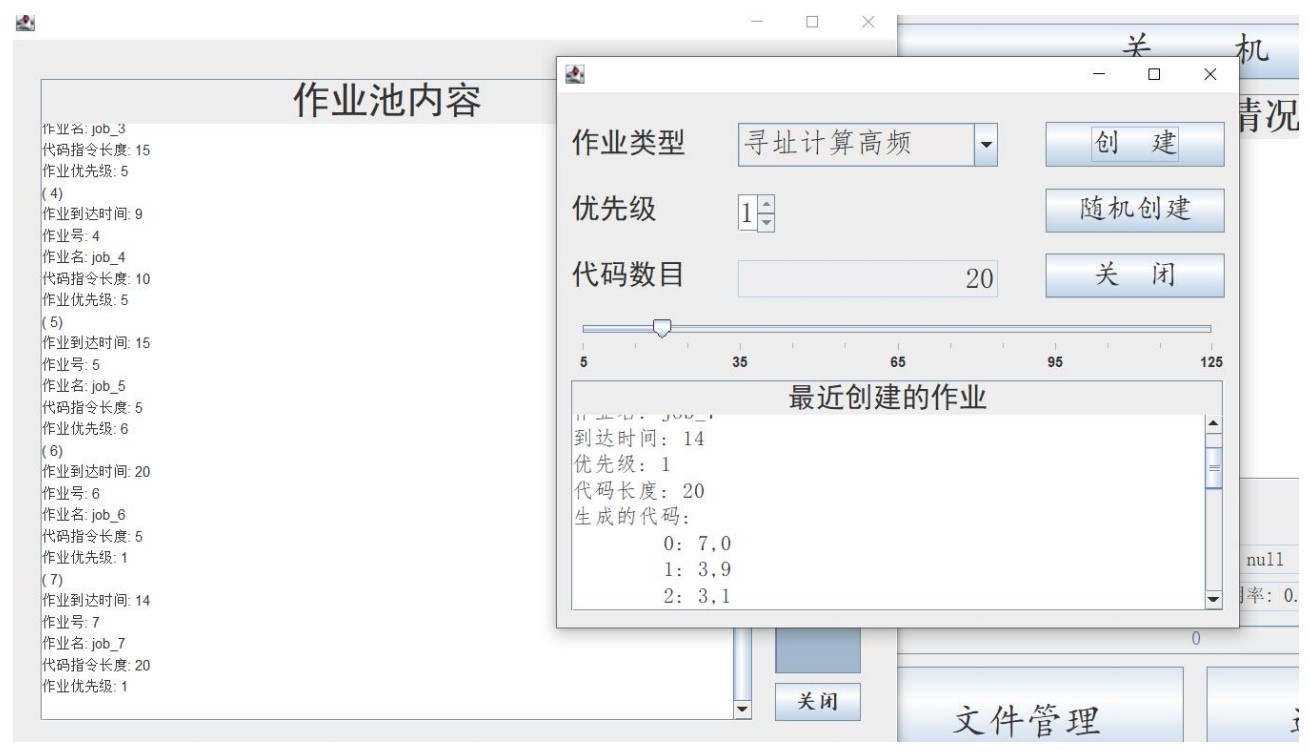 作业池内容
作业名: job_3
代码指令长度: 15
作业优先级: 5
( 4)
作业到达时间: 9
作业号: 4
作业名: job_4
代码指令长度: 10
作业优先级: 5
( 5)
作业到达时间: 15
作业号: 5
作业名: job_5
代码指令长度: 5
作业优先级: 6
( 6)
作业到达时间: 20
作业号: 6
作业名: job_6
代码指令长度: 5
作业优先级: 1
( 7)
作业到达时间: 14
作业号: 7
作业名: job_7
代码指令长度: 20
作业优先级: 1
关闭
作业类型 寻址计算高频 创 建
优先级 1 随机创建
代码数目 20 关 闭
5 35 65 95 125
最近创建的作业
作业名: job_7
到达时间: 14
优先级: 1
代码长度: 20
生成的代码:
0: 7,0
1: 3,9
2: 3,1
关 机
情况
null
用率: 0.
0
文件管理